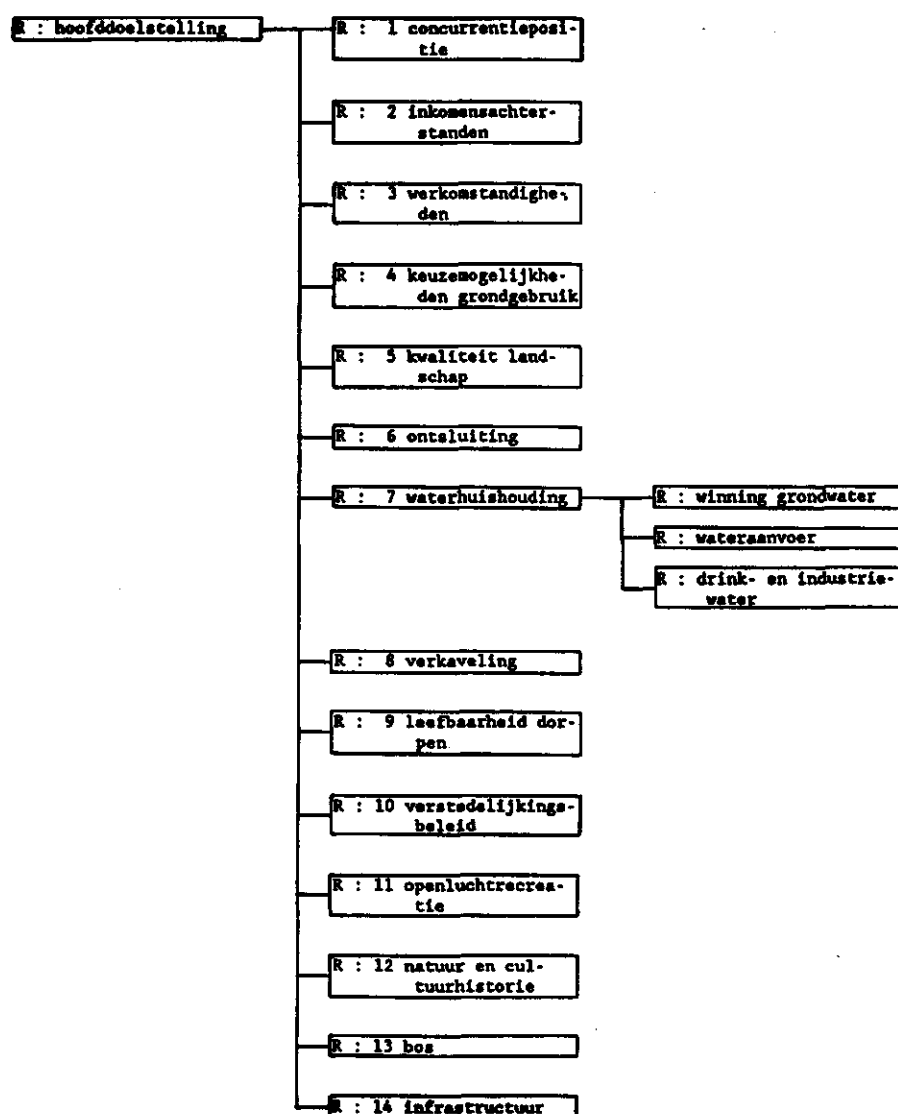 R : hoofddoelstelling
R : 1 concurrentieposi-
tie
R : 2 inkomensachter-
standen
R : 3 werkomstandighe-
den
R : 4 keuzemogelijkhe-
den grondgebruik
R : 5 kwaliteit land-
schap
R : 6 ontsluiting
R : 7 waterhuishouding
R : winning grondwater
R : wateraanvoer
R : drink- en industrie-
water
R : 8 verkaveling
R : 9 leefbaarheid dor-
pen
R : 10 verstedelijkings-
beleid
R : 11 openluchtrecrea-
tie
R : 12 natuur en cul-
tuurhistorie
R : 13 bos
R : 14 infrastructuur